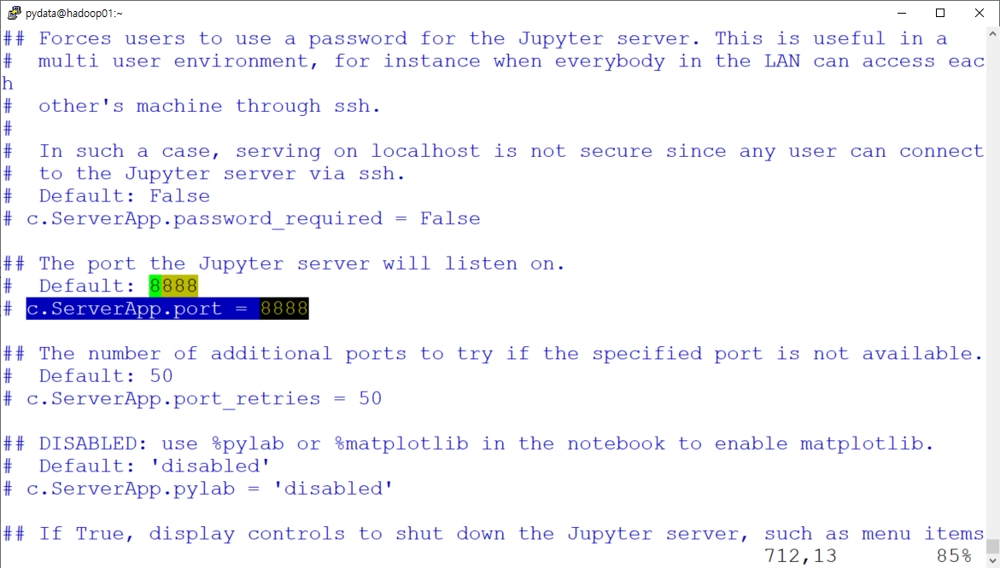 pydata@hadoop01:~
## Forces users to use a password for the Jupyter server. This is useful in a
#  multi user environment, for instance when everybody in the LAN can access eac
h
#  other's machine through ssh.
#
#  In such a case, serving on localhost is not secure since any user can connect
#  to the Jupyter server via ssh.
#  Default: False
# c.ServerApp.password_required = False
## The port the Jupyter server will listen on.
#  Default: 8888
# c.ServerApp.port = 8888
## The number of additional ports to try if the specified port is not available.
#  Default: 50
# c.ServerApp.port_retries = 50
## DISABLED: use %pylab or %matplotlib in the notebook to enable matplotlib.
#  Default: 'disabled'
# c.ServerApp.pylab = 'disabled'
## If True, display controls to shut down the Jupyter server, such as menu items
712,13 85%